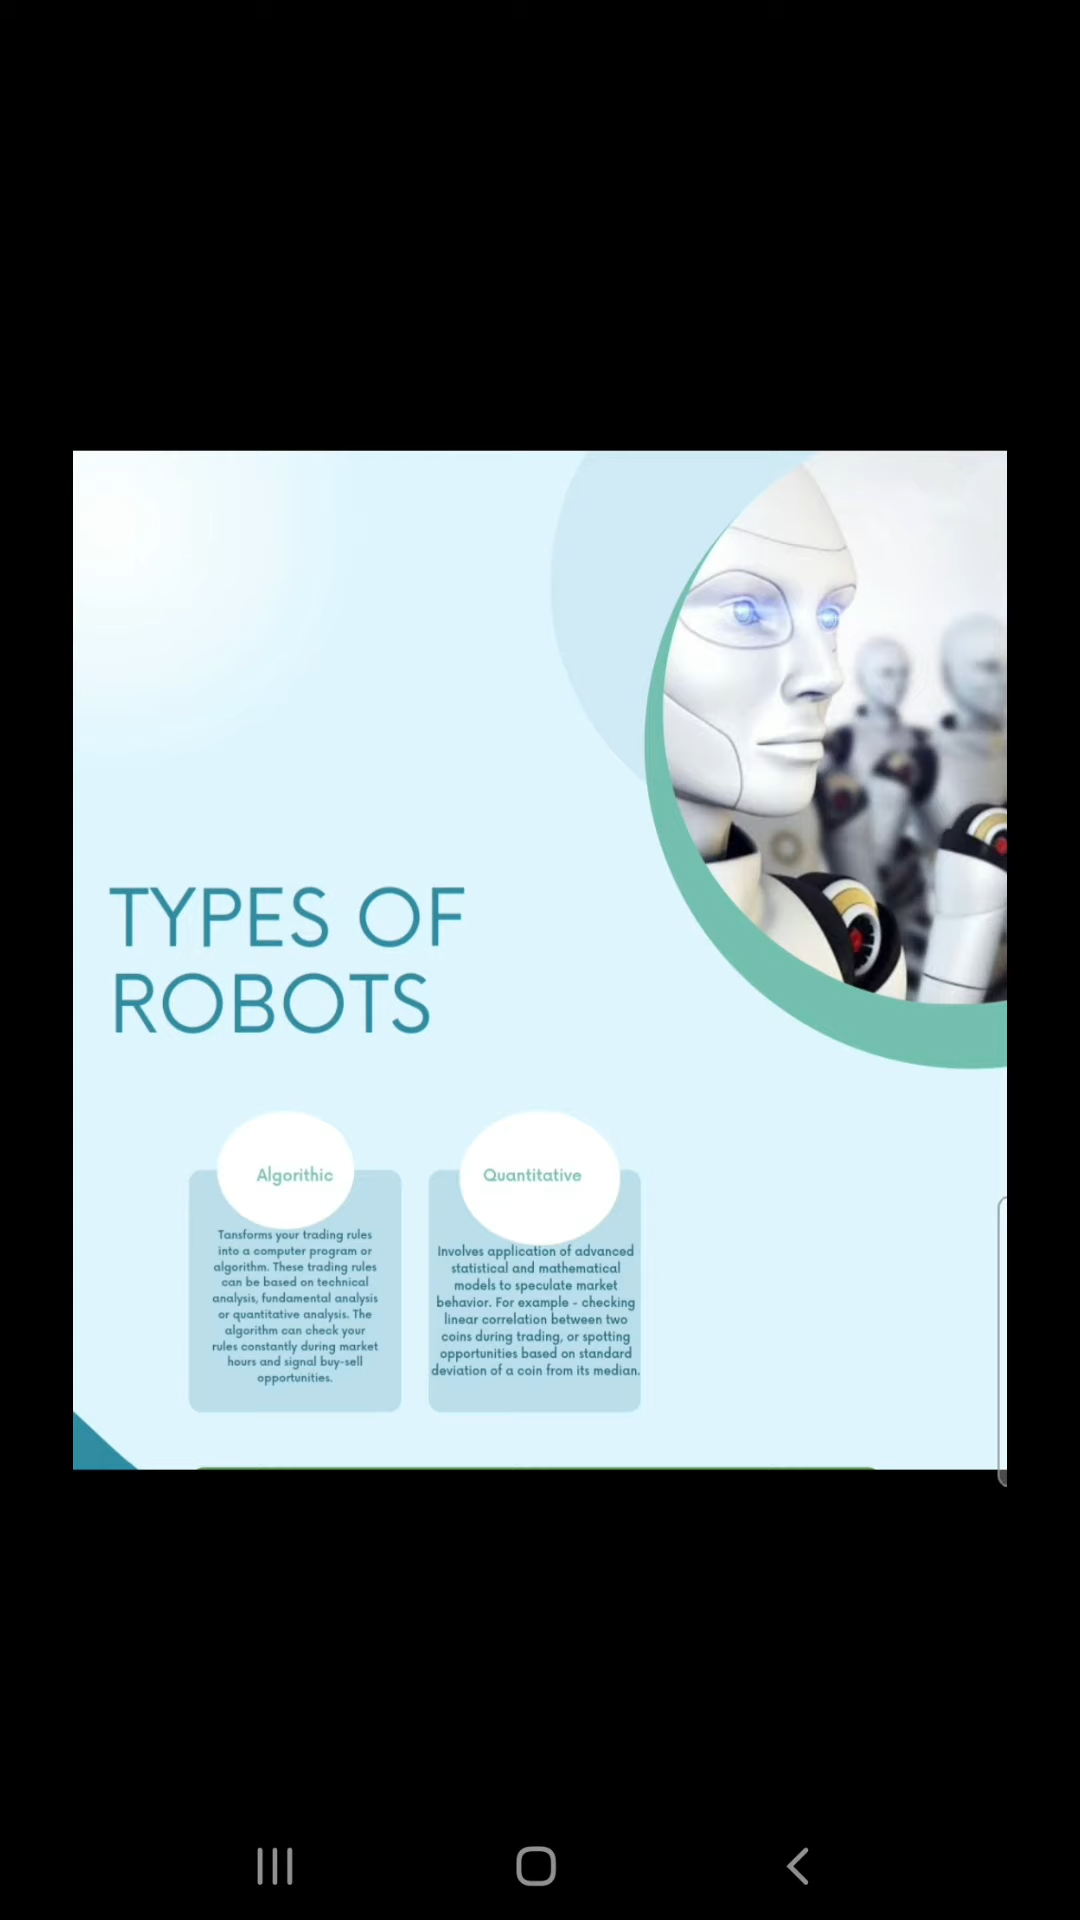 TYPES OF
ROBOTS
Algorithic
Tansforms your trading rules
into a computer program or
algorithm. These trading rules
can be based on technical
analysis, fundamental analysis
or quantitative analysis. The
algorithm can check your
rules constantly during market
hours and signal buy-sell
opportunities.
Quantitative
Involves application of advanced
statistical and mathematical
models to speculate market
behavior. For example - checking
linear correlation between two
coins during trading, or spotting
opportunities based on standard
deviation of a coin from its median.